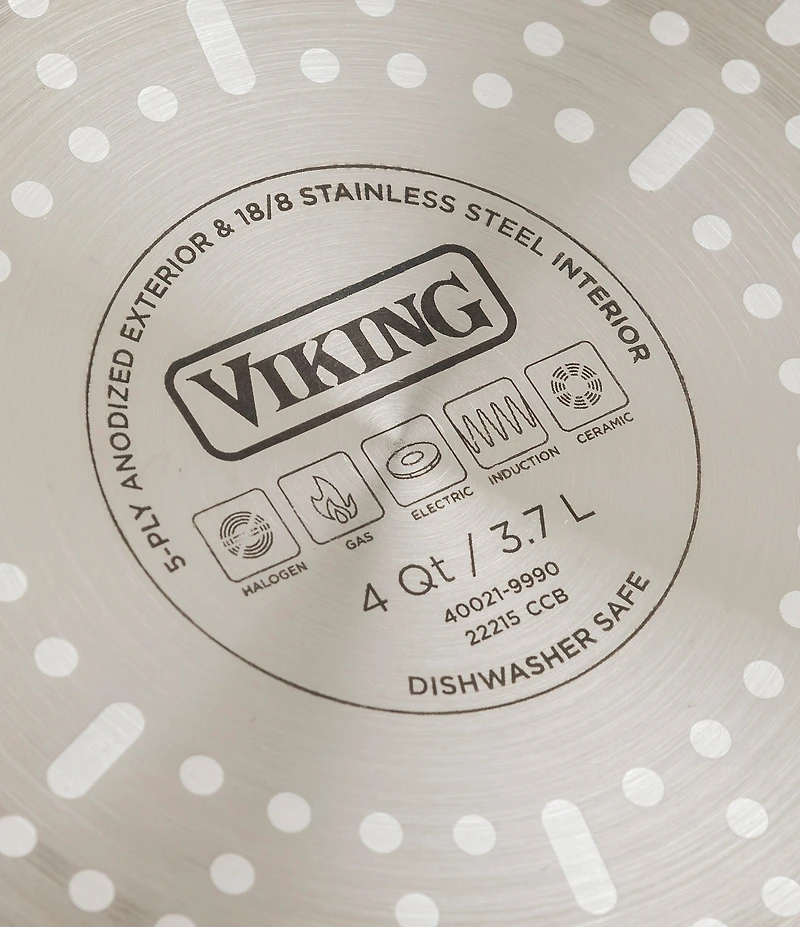 5-PLY ANODIZED EXTERIOR & 18/8 STAINLESS STEEL INTERIOR
VIKING
HALOGEN GAS ELECTRIC INDUCTION CERAMIC
4 Qt / 3.7 L
40021-9990
22215 CCB
DISHWASHER SAFE